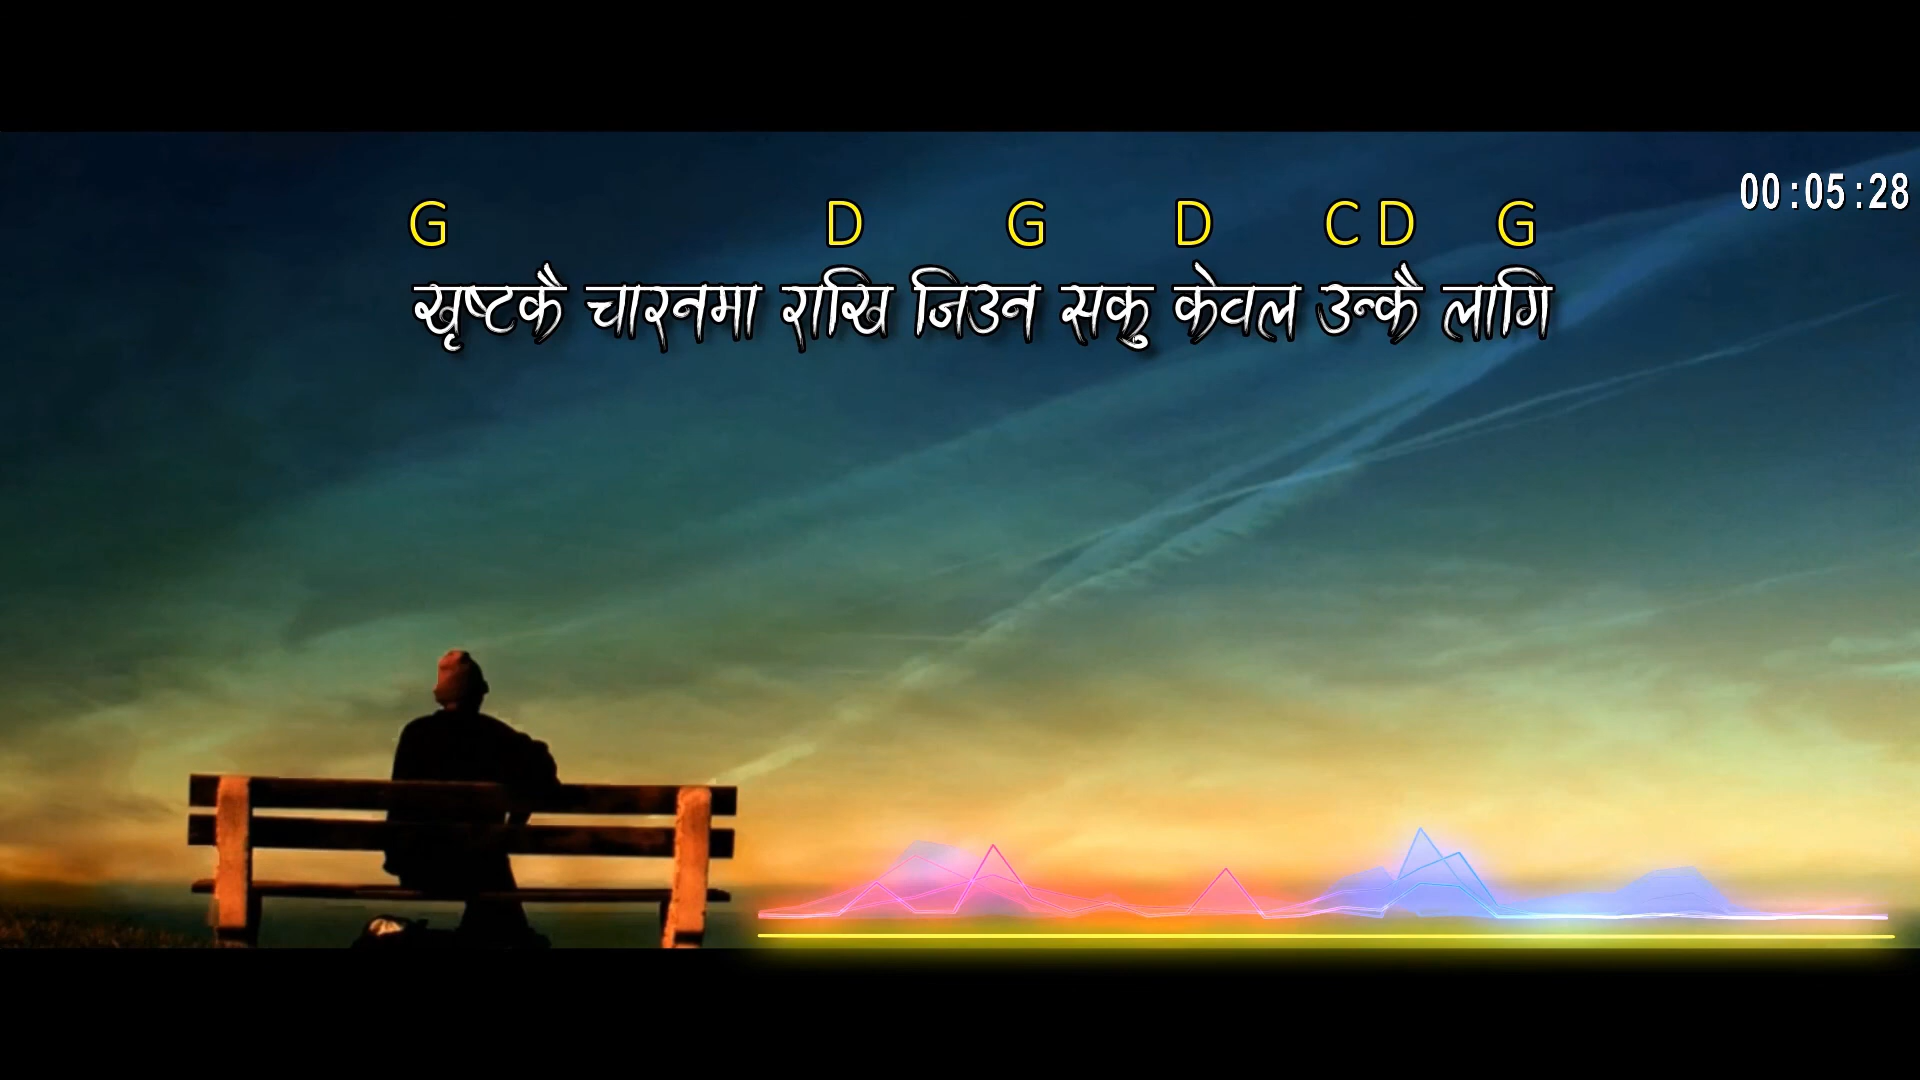 00:05:28
G D G D C D G
खृष्टकै चारनमा राखि जिउन सकु केवल उन्कै लागि